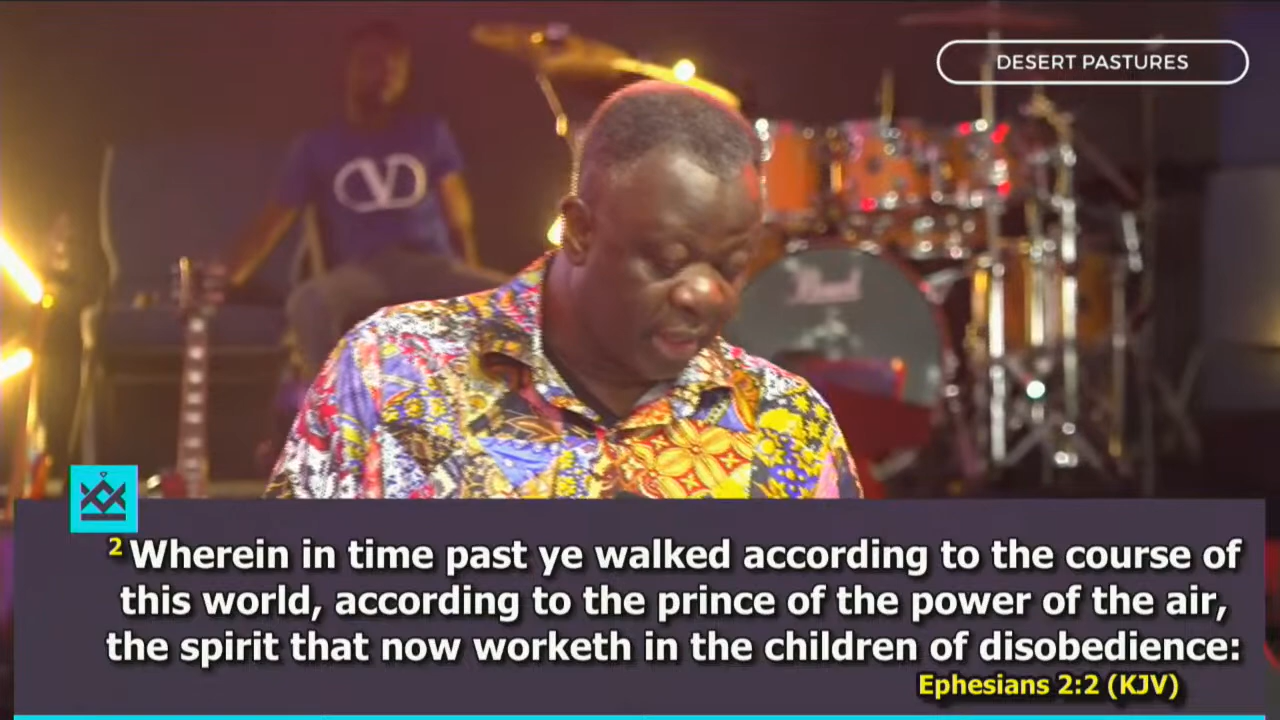 DESERT PASTURES
Pearl
2 Wherein in time past ye walked according to the course of
this world, according to the prince of the power of the air,
the spirit that now worketh in the children of disobedience:
Ephesians 2:2 (KJV)